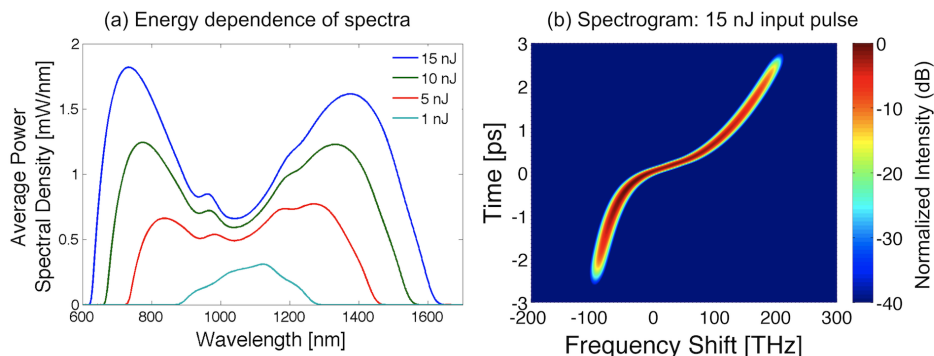 (a) Energy dependence of spectra
Average Power
Spectral Density [mW/nm]
2
1.5
1
0.5
0
15 nJ
10 nJ
5 nJ
1 nJ
600 800 1000 1200 1400 1600
Wavelength [nm]
(b) Spectrogram: 15 nJ input pulse
Time [ps]
3
2
1
0
-1
-2
-3
-200 -100 0 100 200 300
Frequency Shift [THz]
0
-10
-20
-30
-40
Normalized Intensity (dB)